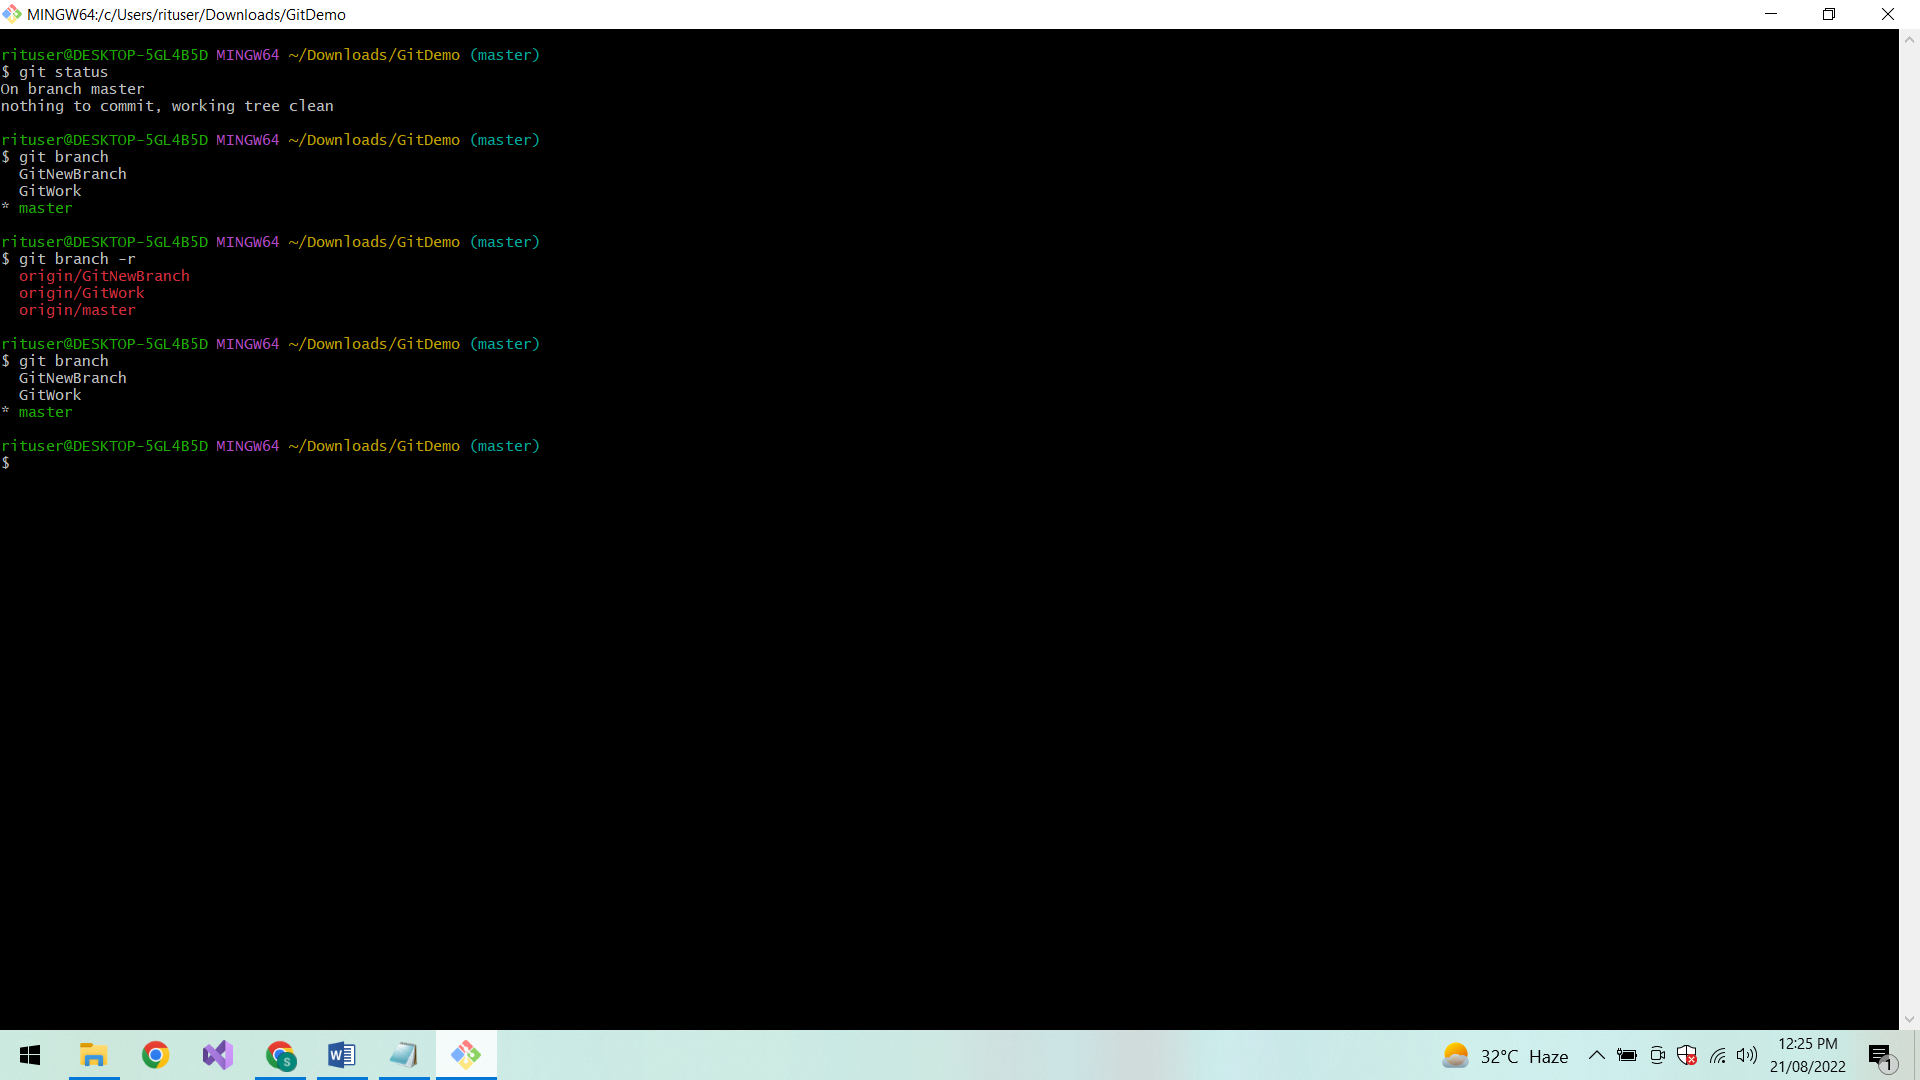 MINGW64:/c/Users/rituser/Downloads/GitDemo
rituser@DESKTOP-5GL4B5D MINGW64 ~/Downloads/GitDemo (master)
$ git status
On branch master
nothing to commit, working tree clean
rituser@DESKTOP-5GL4B5D MINGW64 ~/Downloads/GitDemo (master)
$ git branch
  GitNewBranch
  GitWork
* master
rituser@DESKTOP-5GL4B5D MINGW64 ~/Downloads/GitDemo (master)
$ git branch -r
  origin/GitNewBranch
  origin/GitWork
  origin/master
rituser@DESKTOP-5GL4B5D MINGW64 ~/Downloads/GitDemo (master)
$ git branch
  GitNewBranch
  GitWork
* master
rituser@DESKTOP-5GL4B5D MINGW64 ~/Downloads/GitDemo (master)
$
S
W
32°C Haze
12:25 PM
21/08/2022
1